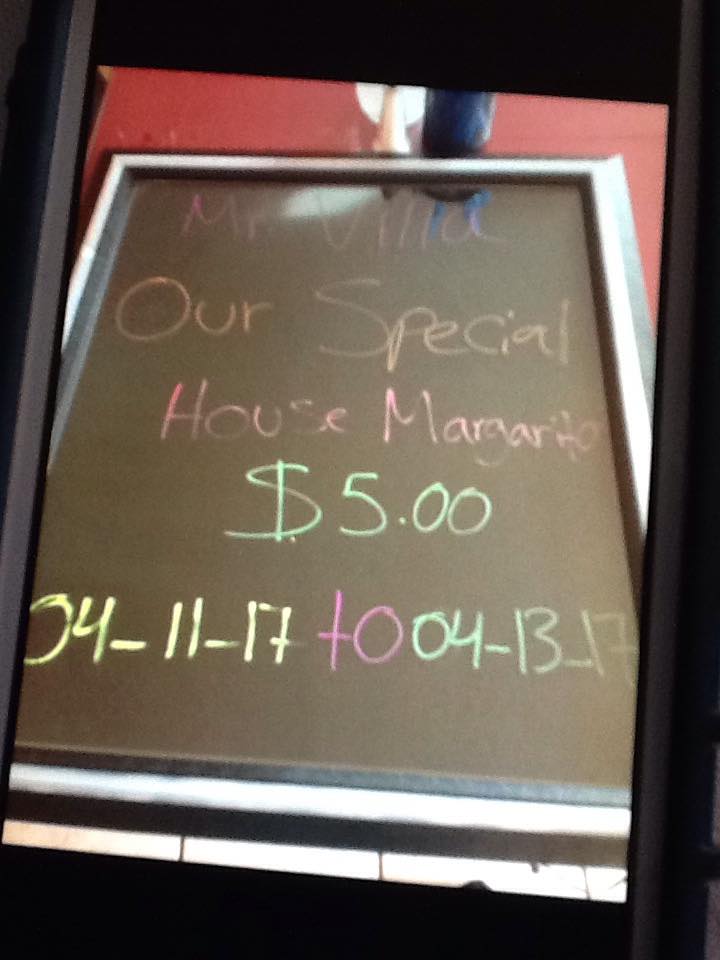 Mr Villa
Our Special
House Margarita
$5.00
04-11-17 to 04-13-17